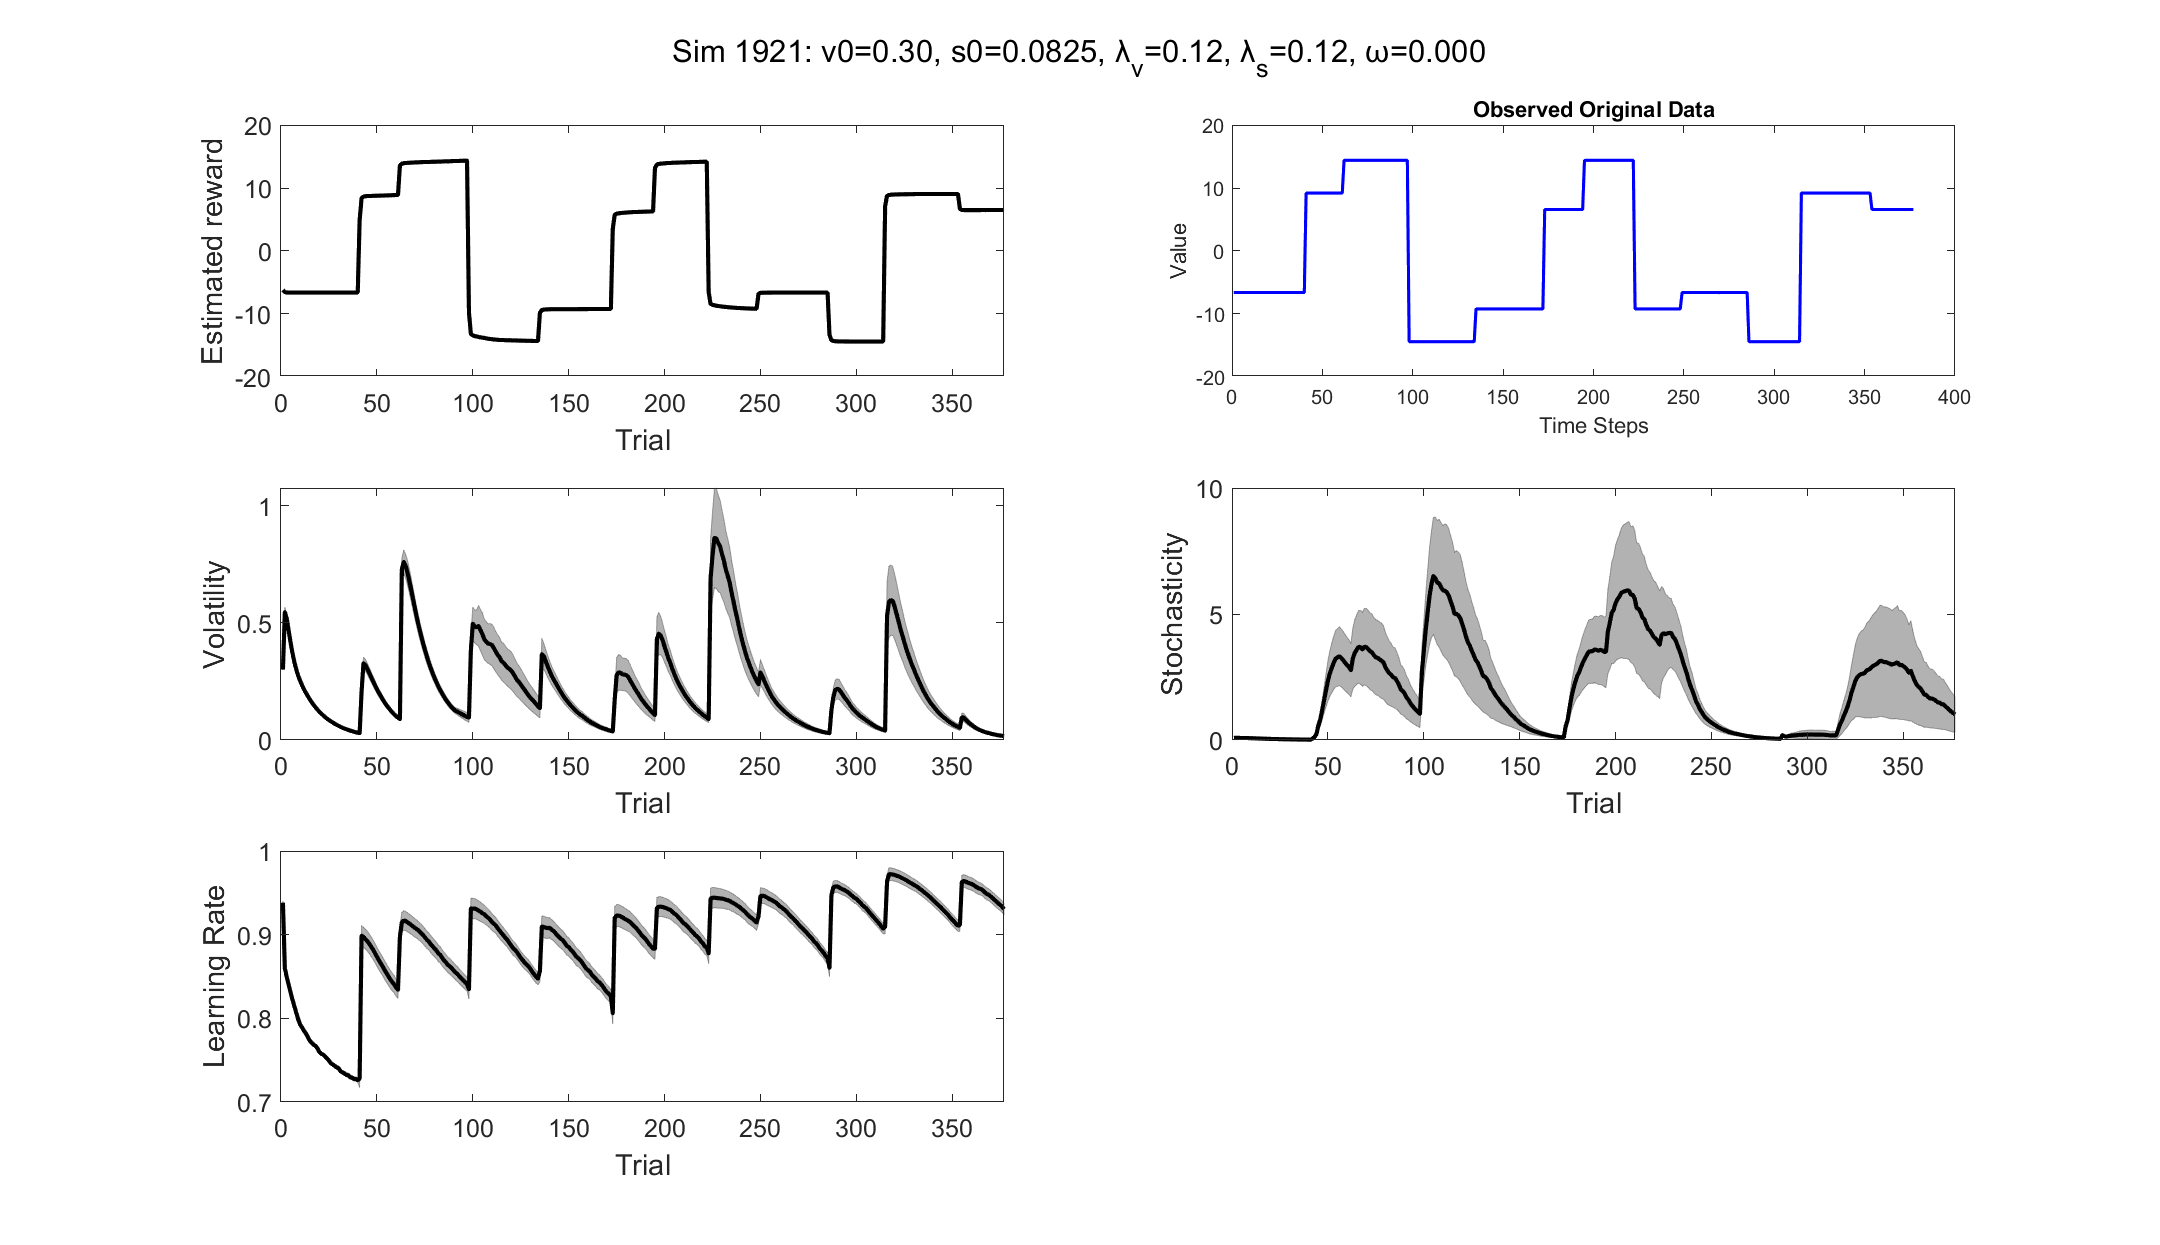 Sim 1921: v0=0.30, s0=0.0825, λv=0.12, λs=0.12, ω=0.000
Estimated reward
20
10
0
-10
-20
0 50 100 150 200 250 300 350
Trial
Observed Original Data
Value
20
10
0
-10
-20
0 50 100 150 200 250 300 350 400
Time Steps
Volatility
1
0.5
0
0 50 100 150 200 250 300 350
Trial
Stochasticity
10
5
0
0 50 100 150 200 250 300 350
Trial
Learning Rate
1
0.9
0.8
0.7
0 50 100 150 200 250 300 350
Trial